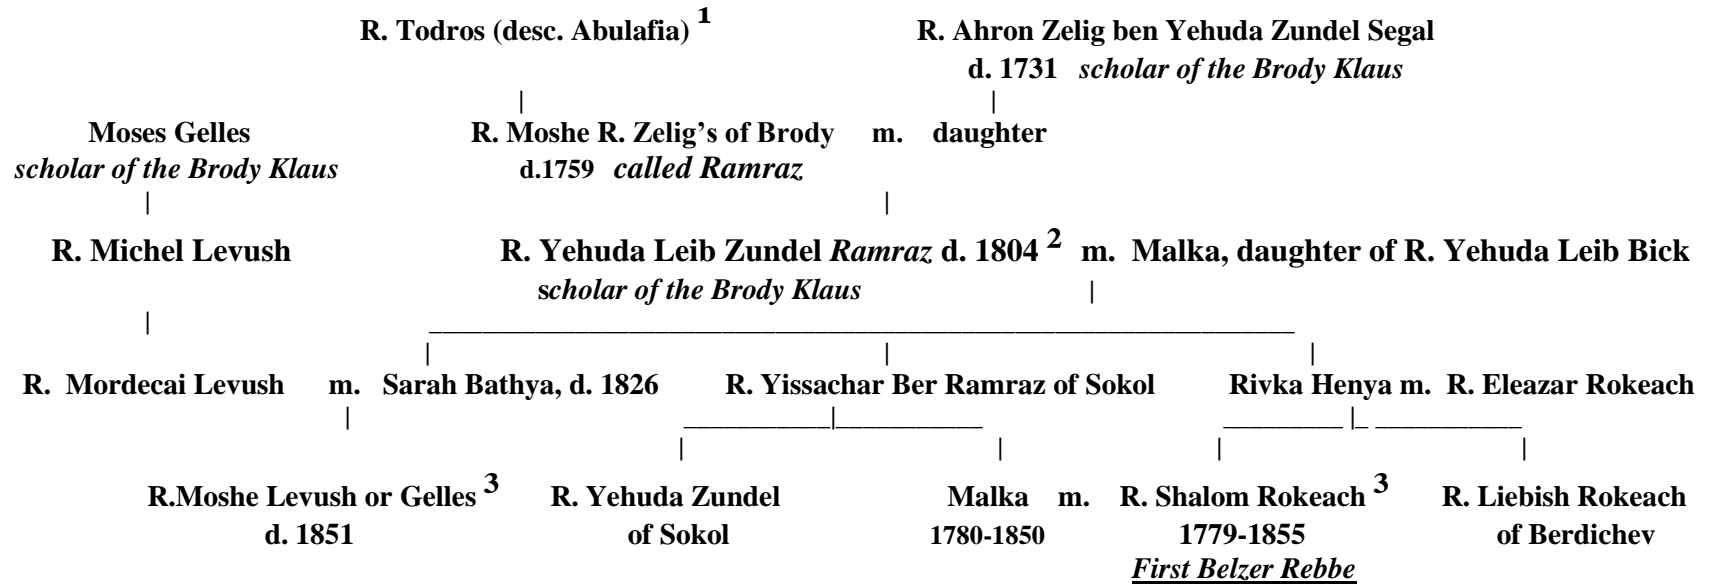 R. Todros (desc. Abulafia) 1 R. Ahron Zelig ben Yehuda Zundel Segal
d. 1731 scholar of the Brody Klaus
Moses Gelles R. Moshe R. Zelig’s of Brody m. daughter
scholar of the Brody Klaus d.1759 called Ramraz
R. Michel Levush R. Yehuda Leib Zundel Ramraz d. 1804 2 m. Malka, daughter of R. Yehuda Leib Bick
scholar of the Brody Klaus
R. Mordecai Levush m. Sarah Bathya, d. 1826 R. Yissachar Ber Ramraz of Sokol Rivka Henya m. R. Eleazar Rokeach
R.Moshe Levush or Gelles 3 R. Yehuda Zundel Malka m. R. Shalom Rokeach 3 R. Liebish Rokeach
d. 1851 of Sokol 1780-1850 1779-1855 of Berdichev
First Belzer Rebbe